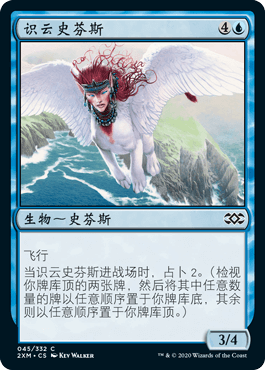 识云史芬斯 4
生物～史芬斯
飞行
当识云史芬斯进战场时，占卜2。（检视
你牌库顶的两张牌，然后将其中任意数
量的牌以任意顺序置于你牌库底，其余
则以任意顺序置于你牌库顶。）
3/4
045/332 C
2XM • CS KEV WALKER
™ & © 2020 Wizards of the Coast